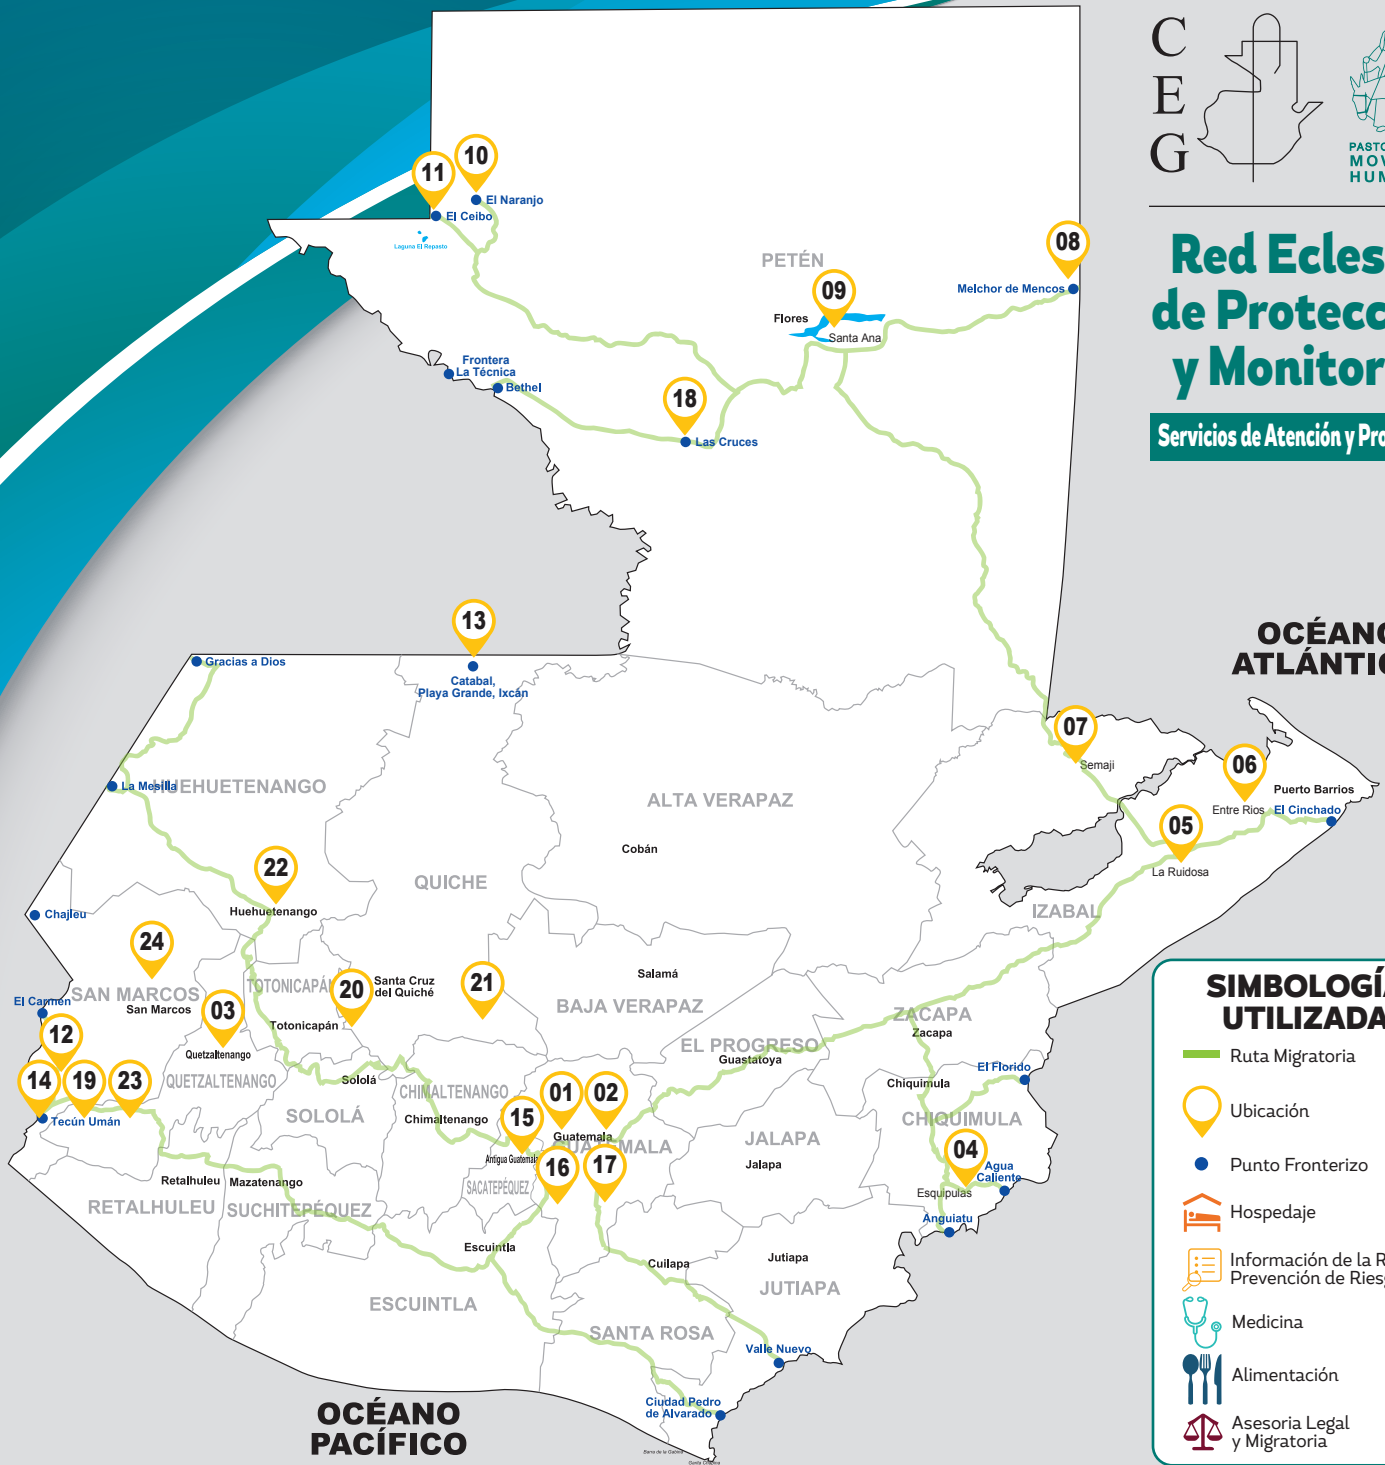 C
E
G
10
11
El Naranjo
El Ceibo
Laguna El Repasto
PETÉN
08
Melchor de Mencos
09
Flores
Santa Ana
Frontera
La Técnica
Bethel
18
Las Cruces
13
Catabal,
Playa Grande, Ixcán
Gracias a Dios
OCÉANO
ATLÁNTIC
07
Semaji
06
Entre Rios
Puerto Barrios
El Cinchado
05
La Ruidosa
La Mesilla
HUEHUETENANGO
ALTA VERAPAZ
Cobán
22
Huehuetenango
QUICHE
IZABAL
Chajleu
24
SAN MARCOS
San Marcos
El Carmen
TOTONICAPÁN
20
Santa Cruz
del Quiché
21
Salamá
BAJA VERAPAZ
03
Quetzaltenango
QUETZALTENANGO
Totonicapán
12
14
19
23
Tecún Umán
ZACAPA
Zacapa
EL PROGRESO
Guastatoya
El Florido
Chiquimula
CHIQUIMULA
Sololá
SOLOLÁ
CHIMALTENANGO
Chimaltenango
01
02
Guatemala
GUATEMALA
15
Antigua Guatemala
SACATEPÉQUEZ
16
17
JALAPA
Jalapa
04
Esquipulas
Agua
Caliente
Anguiatu
Retalhuleu
Mazatenango
RETALHULEU
SUCHITEPÉQUEZ
Escuintla
ESCUINTLA
Cuilapa
SANTA ROSA
Jutiapa
JUTIAPA
Valle Nuevo
Ciudad Pedro
de Alvarado
OCÉANO
PACÍFICO
PASTO
MOV
HUM
Red Ecles
de Protecc
y Monitor
Servicios de Atención y Pro
SIMBOLOGÍA
UTILIZADA
Ruta Migratoria
Ubicación
Punto Fronterizo
Hospedaje
Información de la R
Prevención de Ries
Medicina
Alimentación
Asesoria Legal
y Migratoria